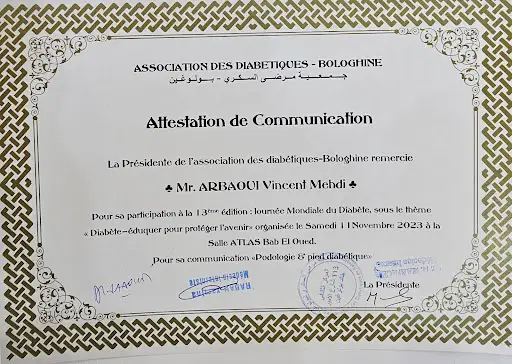 ASSOCIATION DES DIABETIQUES - BOLOGHINE
جمعية مرضى السكري - بولوغين
Attestation de Communication
La Présidente de l'association des diabétiques-Bologhine remercie
♣ Mr. ARBAOUI Vincent Mehdi ♣
Pour sa participation à la 13ème édition : Journée Mondiale du Diabète, sous le thème
« Diabète-éduquer pour protéger l'avenir» organisée le Samedi 11Novembre 2023 à la
Salle ATLAS Bab El Oued.
Pour sa communication «Podologie & pied diabétique»
La Présidente